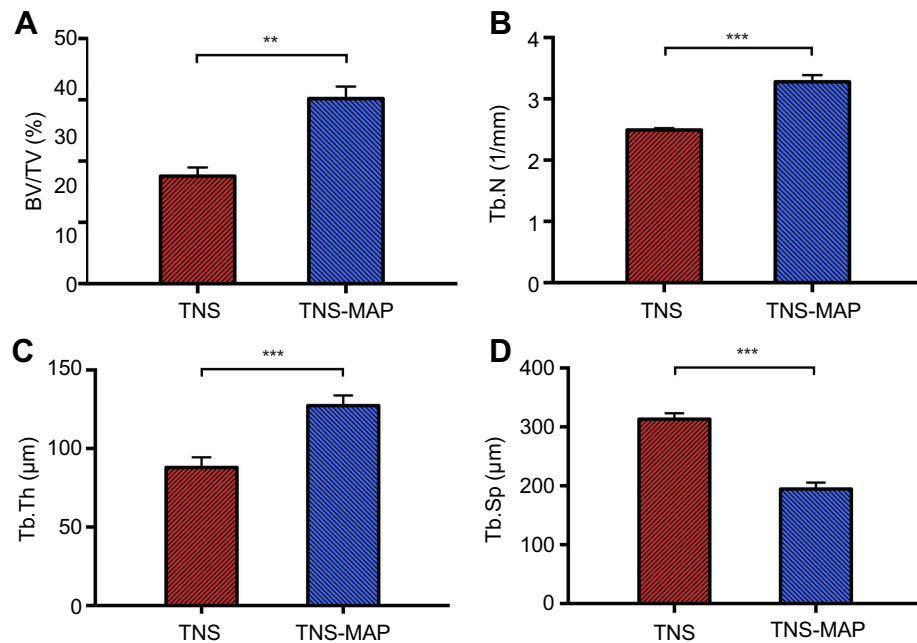 A
BV/TV (%)
50
40
30
20
10
0
**
TNS
TNS-MAP
B
Tb.N (1/mm)
4
3
2
1
0
***
TNS
TNS-MAP
C
Tb.Th (µm)
150
100
50
0
***
TNS
TNS-MAP
D
Tb.Sp (µm)
400
300
200
100
0
***
TNS
TNS-MAP